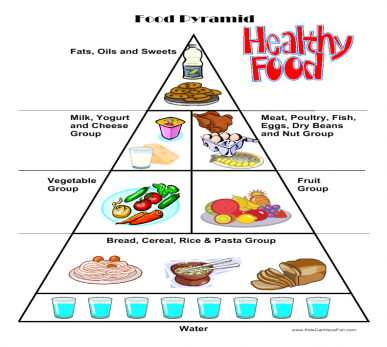 Food Pyramid
Healthy
Food
Fats, Oils and Sweets
Milk, Yogurt
and Cheese
Group
Meat, Poultry, Fish,
Eggs, Dry Beans
and Nut Group
Vegetable
Group
Fruit
Group
Bread, Cereal, Rice & Pasta Group
Water
www.KidsCanHaveFun.com